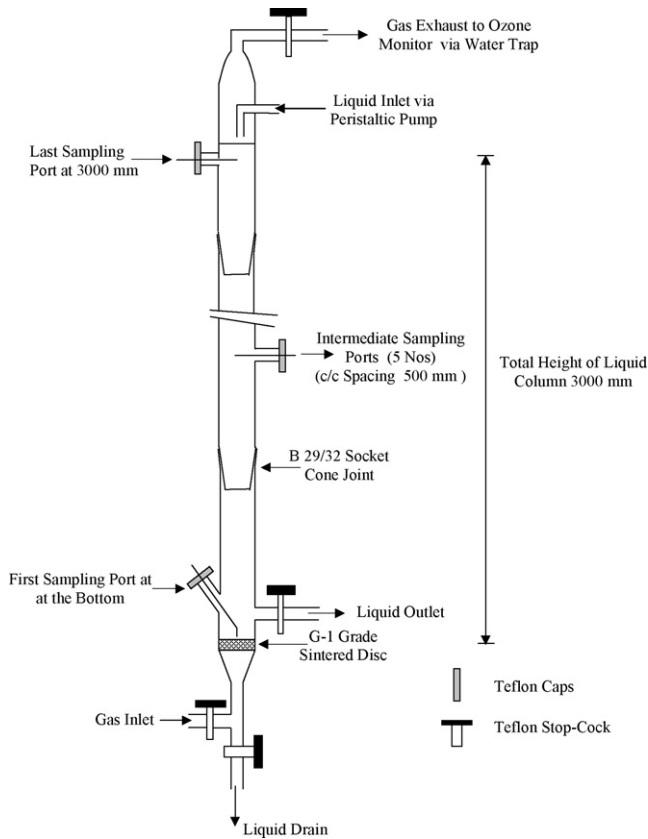 Gas Exhaust to Ozone
Monitor via Water Trap
Liquid Inlet via
Peristaltic Pump
Last Sampling
Port at 3000 mm
Intermediate Sampling
Ports (5 Nos)
(c/c Spacing 500 mm )
Total Height of Liquid
Column 3000 mm
B 29/32 Socket
Cone Joint
First Sampling Port at
at the Bottom
Liquid Outlet
G-1 Grade
Sintered Disc
Teflon Caps
Gas Inlet
Teflon Stop-Cock
Liquid Drain